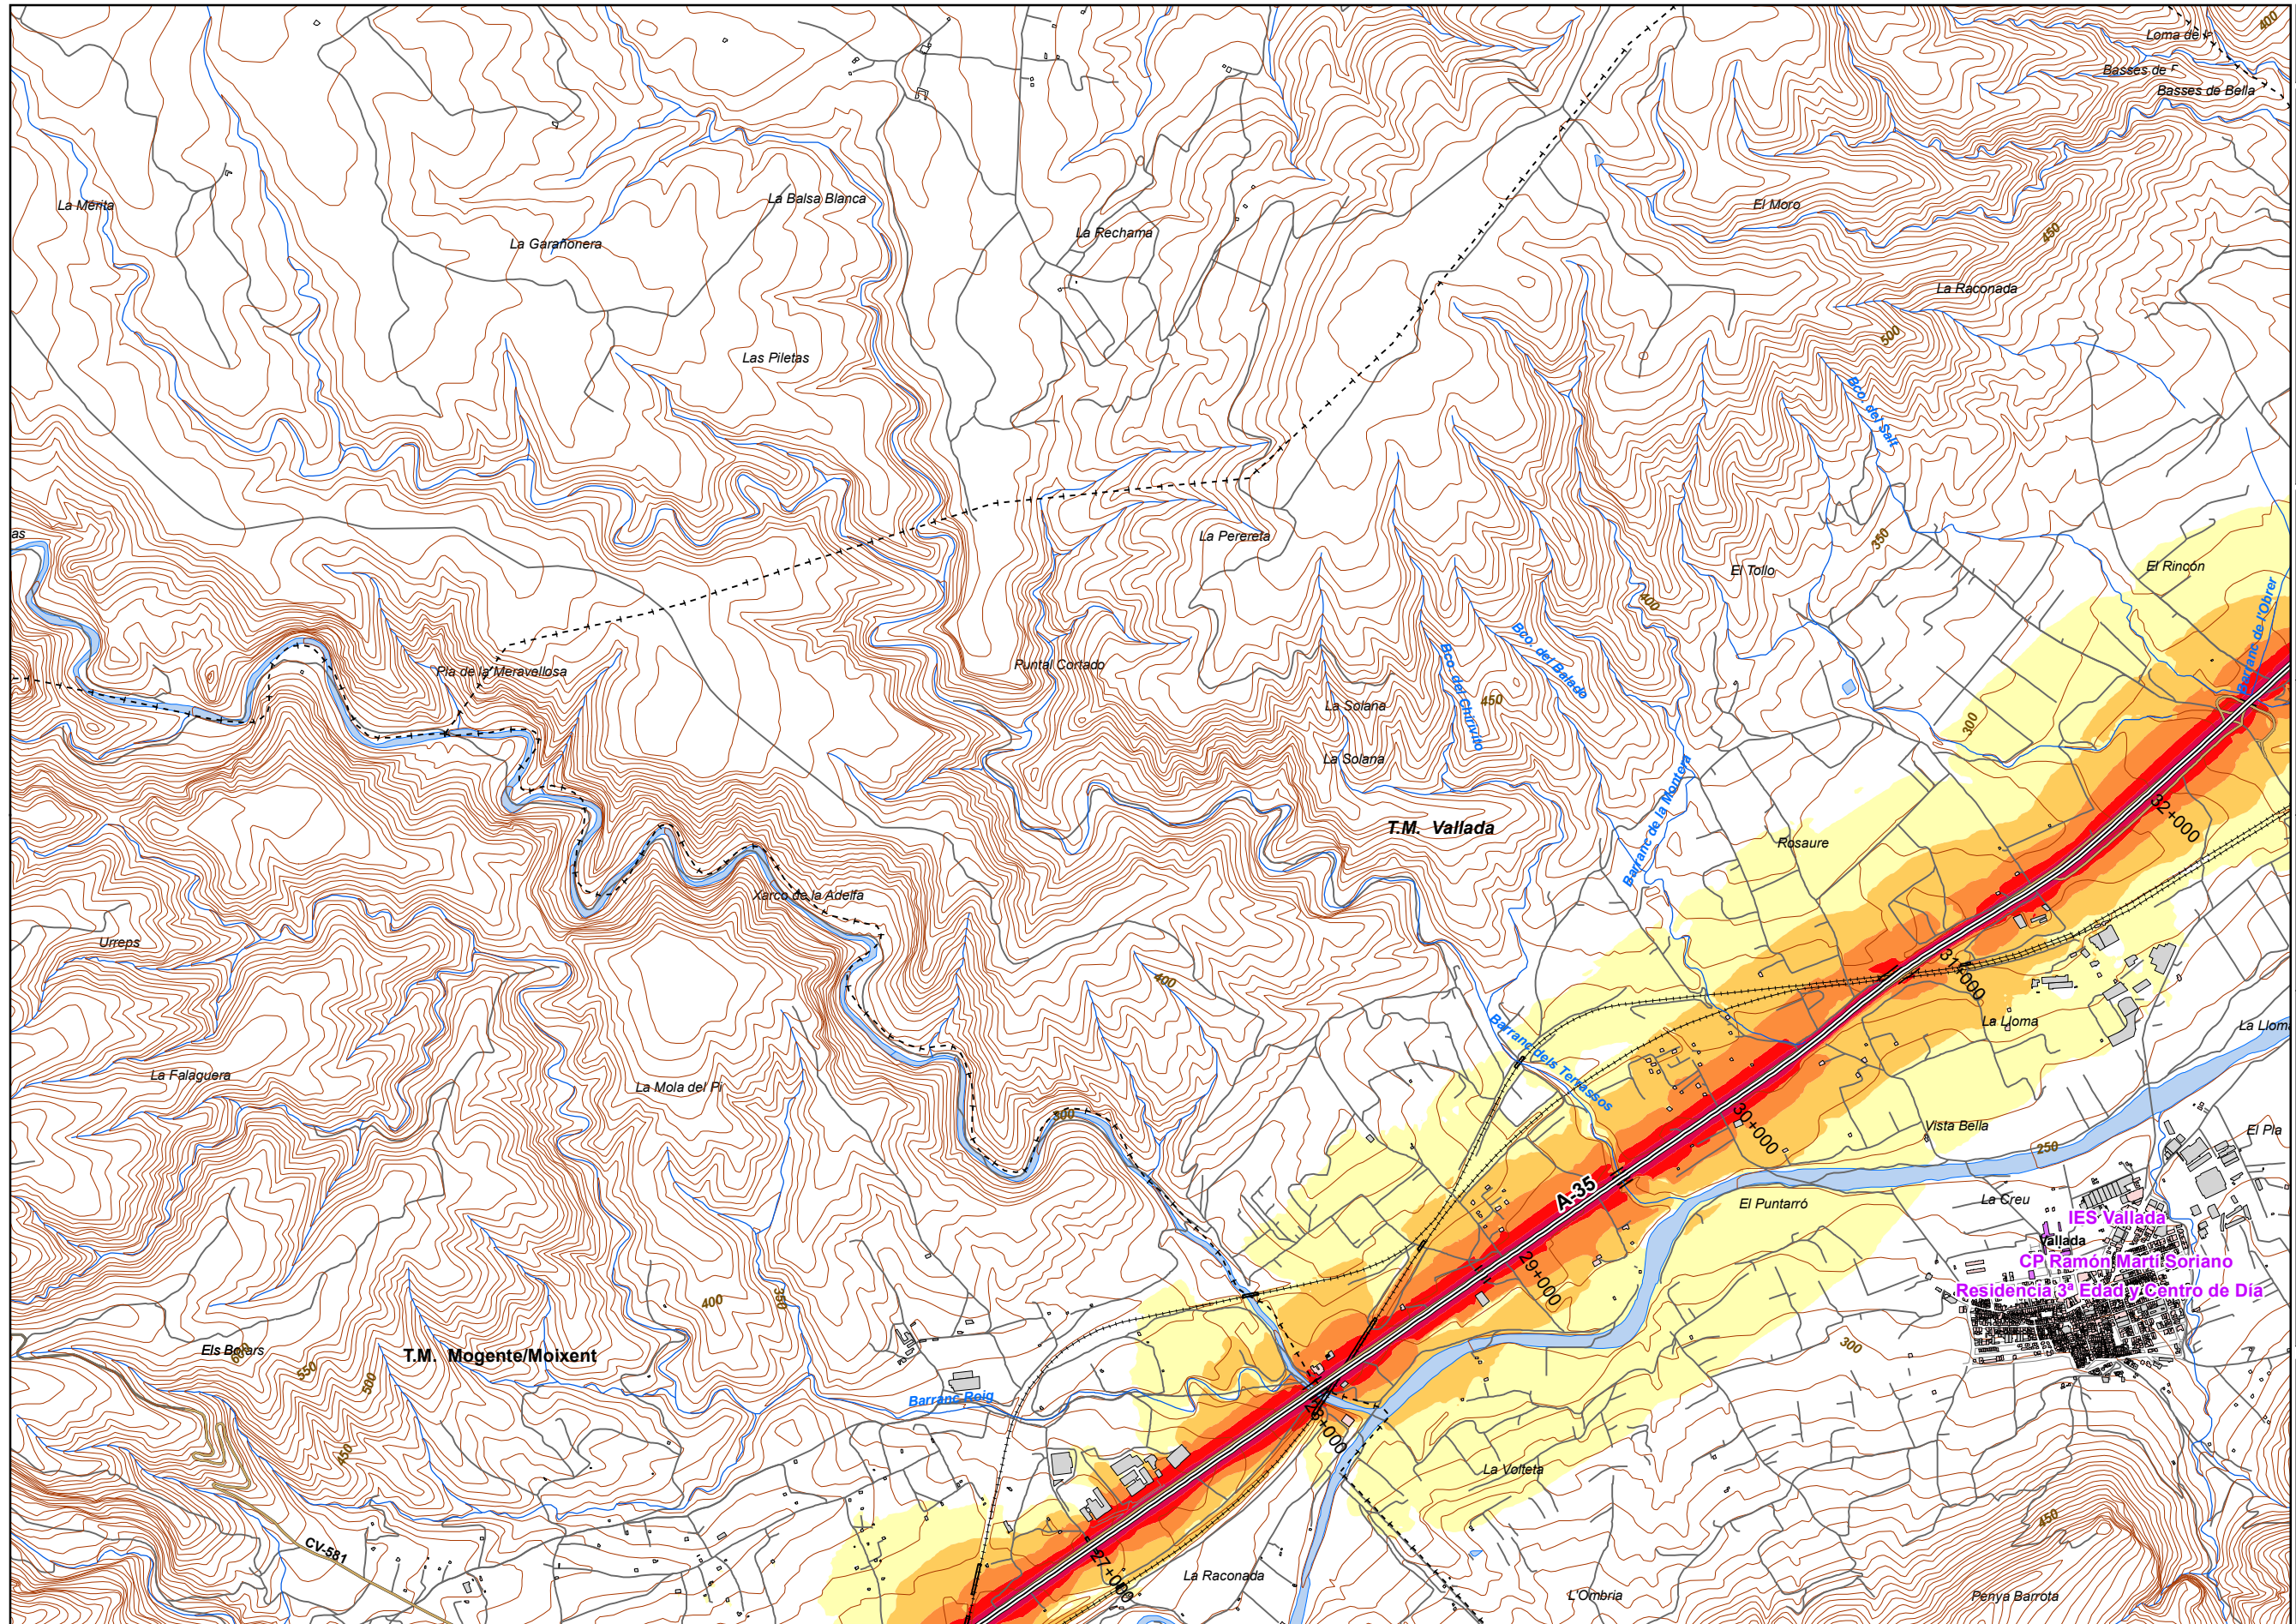 400
Loma de
Basses de F
Basses de Bella
La Mérita
La Balsa Blanca
El Moro
La Rechama
450
La Garañonera
La Raconada
500
Las Piletas
Bco. del Salt
as
La Perereta
350
El Rincón
El Tollo
400
Barranc de l'Obrer
Bco. del Balado
Pla de la Meravellosa
Puntal Cortado
Bco. del Chirivito
450
La Solana
300
La Solana
Barranc de la Montera
32+000
T.M. Vallada
Rosaure
Xarco de la Adelfa
Urreps
400
31+000
La Lloma
La Lloma
Barranc dels Terrassos
La Falaguera
La Mola del Pi
300
30+000
Vista Bella
El Pla
250
A-35
La Creu
El Puntarró
IES Vallada
Vallada
CP Ramón Martí Soriano
29+000
Residencia 3ª Edad y Centro de Día
400
350
300
Els Bolars
T.M. Mogente/Moixent
550
500
Barranc Roig
28+000
450
La Volteta
450
CV-581
27+000
La Raconada
L'Ombria
Penya Barrota